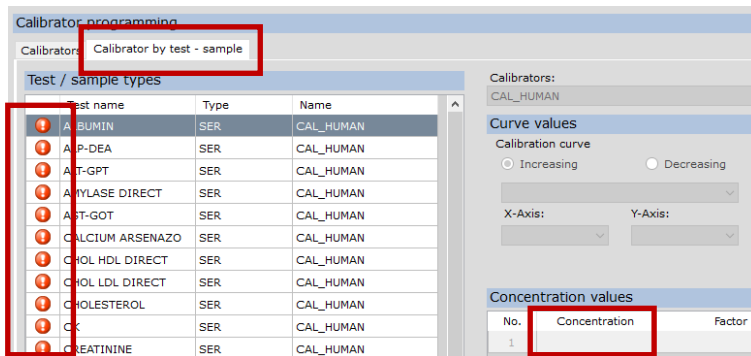 Calibrator programming
Calibrators Calibrator by test - sample
Test / sample types
Test name Type Name
ALBUMIN SER CAL_HUMAN
ALP-DEA SER CAL_HUMAN
ALT-GPT SER CAL_HUMAN
AMYLASE DIRECT SER CAL_HUMAN
AST-GOT SER CAL_HUMAN
CALCIUM ARSENAZO SER CAL_HUMAN
CHOL HDL DIRECT SER CAL_HUMAN
CHOL LDL DIRECT SER CAL_HUMAN
CHOLESTEROL SER CAL_HUMAN
CK SER CAL_HUMAN
CREATININE SER CAL_HUMAN
Calibrators:
CAL_HUMAN
Curve values
Calibration curve
Increasing Decreasing
X-Axis: Y-Axis:
Concentration values
No. Concentration Factor
1